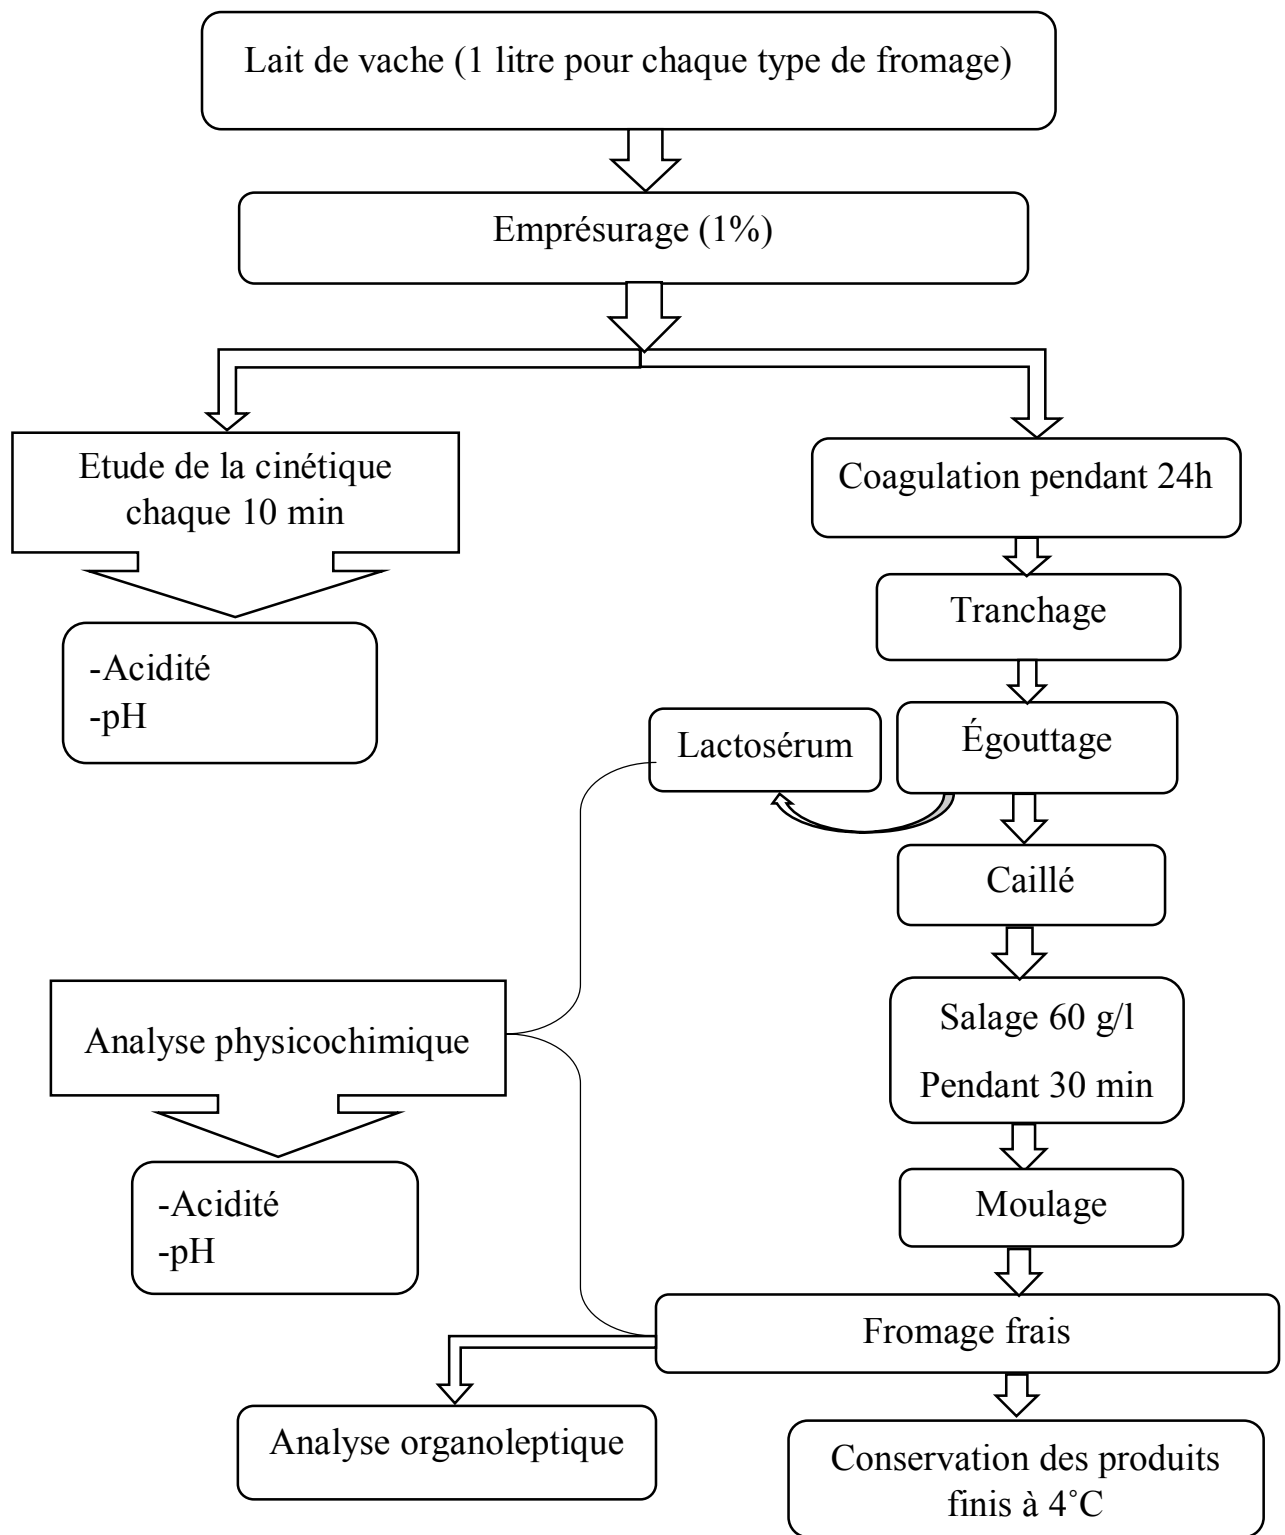 Lait de vache (1 litre pour chaque type de fromage)
Emprésurage (1%)
Etude de la cinétique
chaque 10 min
-Acidité
-pH
Coagulation pendant 24h
Tranchage
Égouttage
Lactosérum
Caillé
Salage 60 g/l
Pendant 30 min
Moulage
Analyse physicochimique
-Acidité
-pH
Fromage frais
Analyse organoleptique
Conservation des produits
finis à 4°C